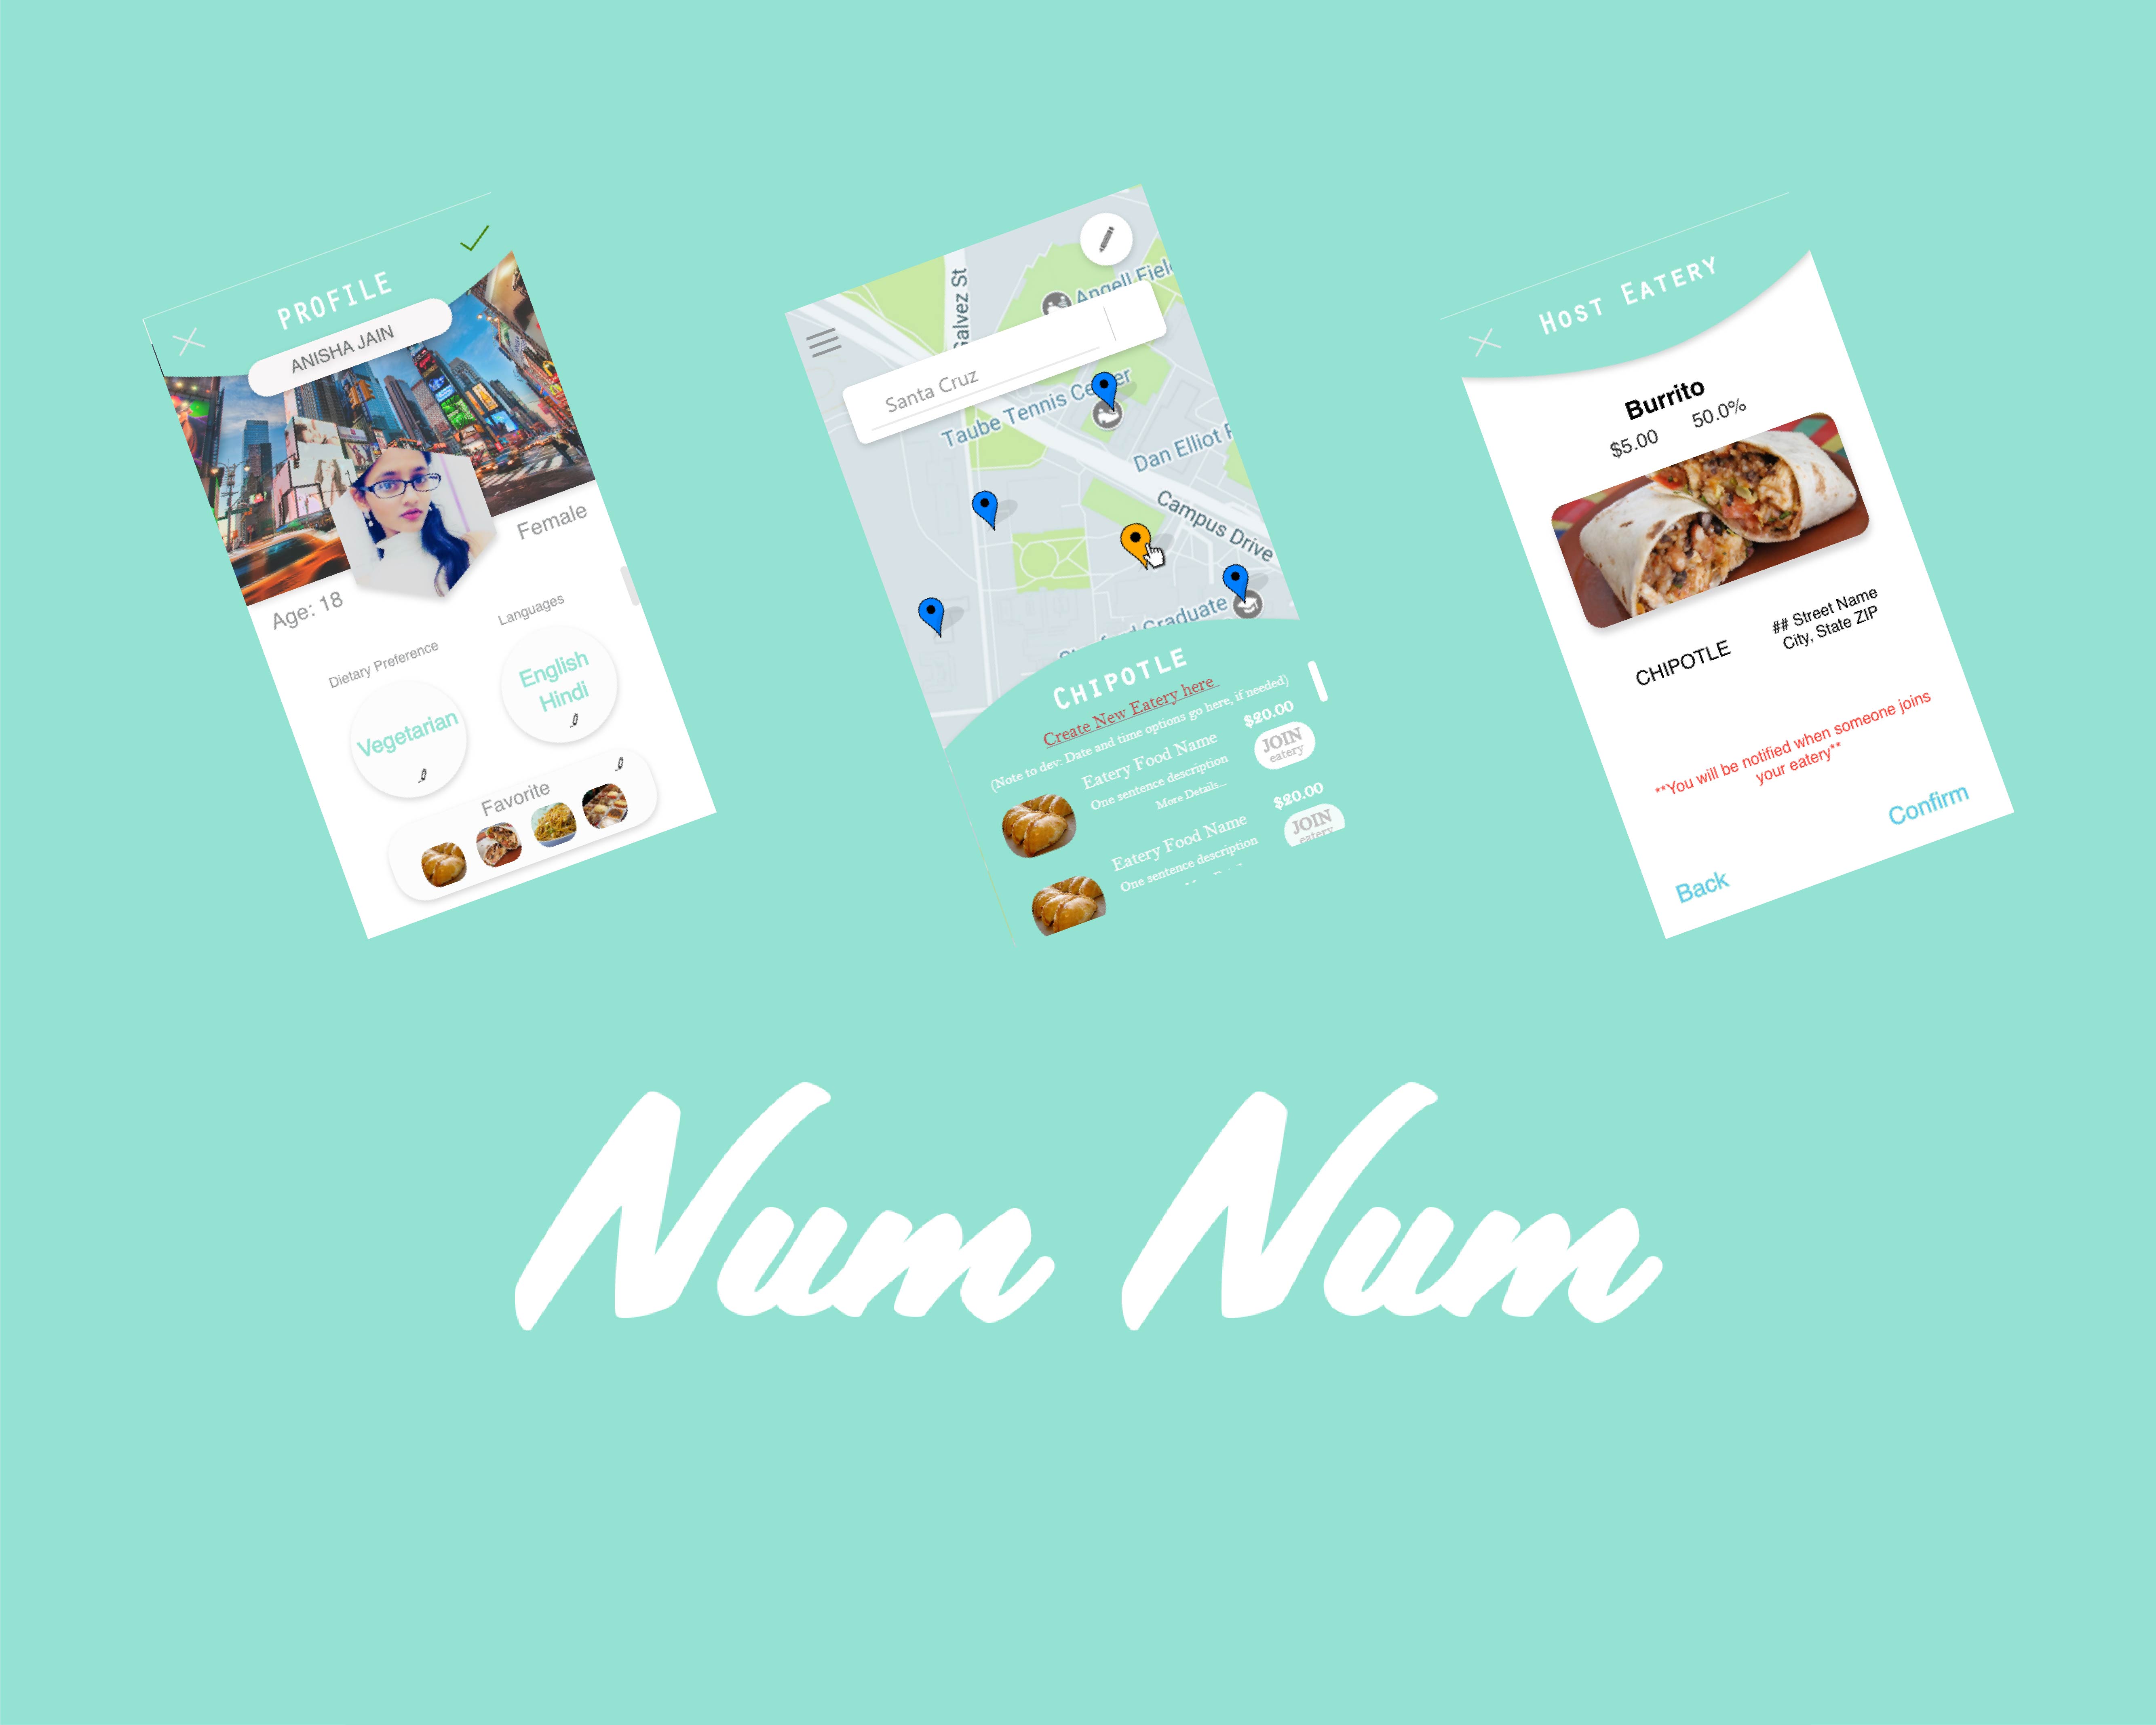 PROFILE
ANISHA JAIN
Female
Age: 18
Languages
Dietary Preference
English
Hindi
Vegetarian
Favorite
Angell Fiel
Galvez St
Santa Cruz
Taube Tennis Center
Dan Elliot
Campus Drive
Graduate
CHIPOTLE
Create New Eatery here
(Note to dev: Date and time options go here, if needed)
$20.00
Eatery Food Name
JOIN
eatery
One sentence description
More Details...
$20.00
Eatery Food Name
JOIN
eatery
One sentence description
HOST EATERY
Burrito
$5.00 50.0%
## Street Name
City, State ZIP
CHIPOTLE
**You will be notified when someone joins
your eatery**
Confirm
Back
Num Num